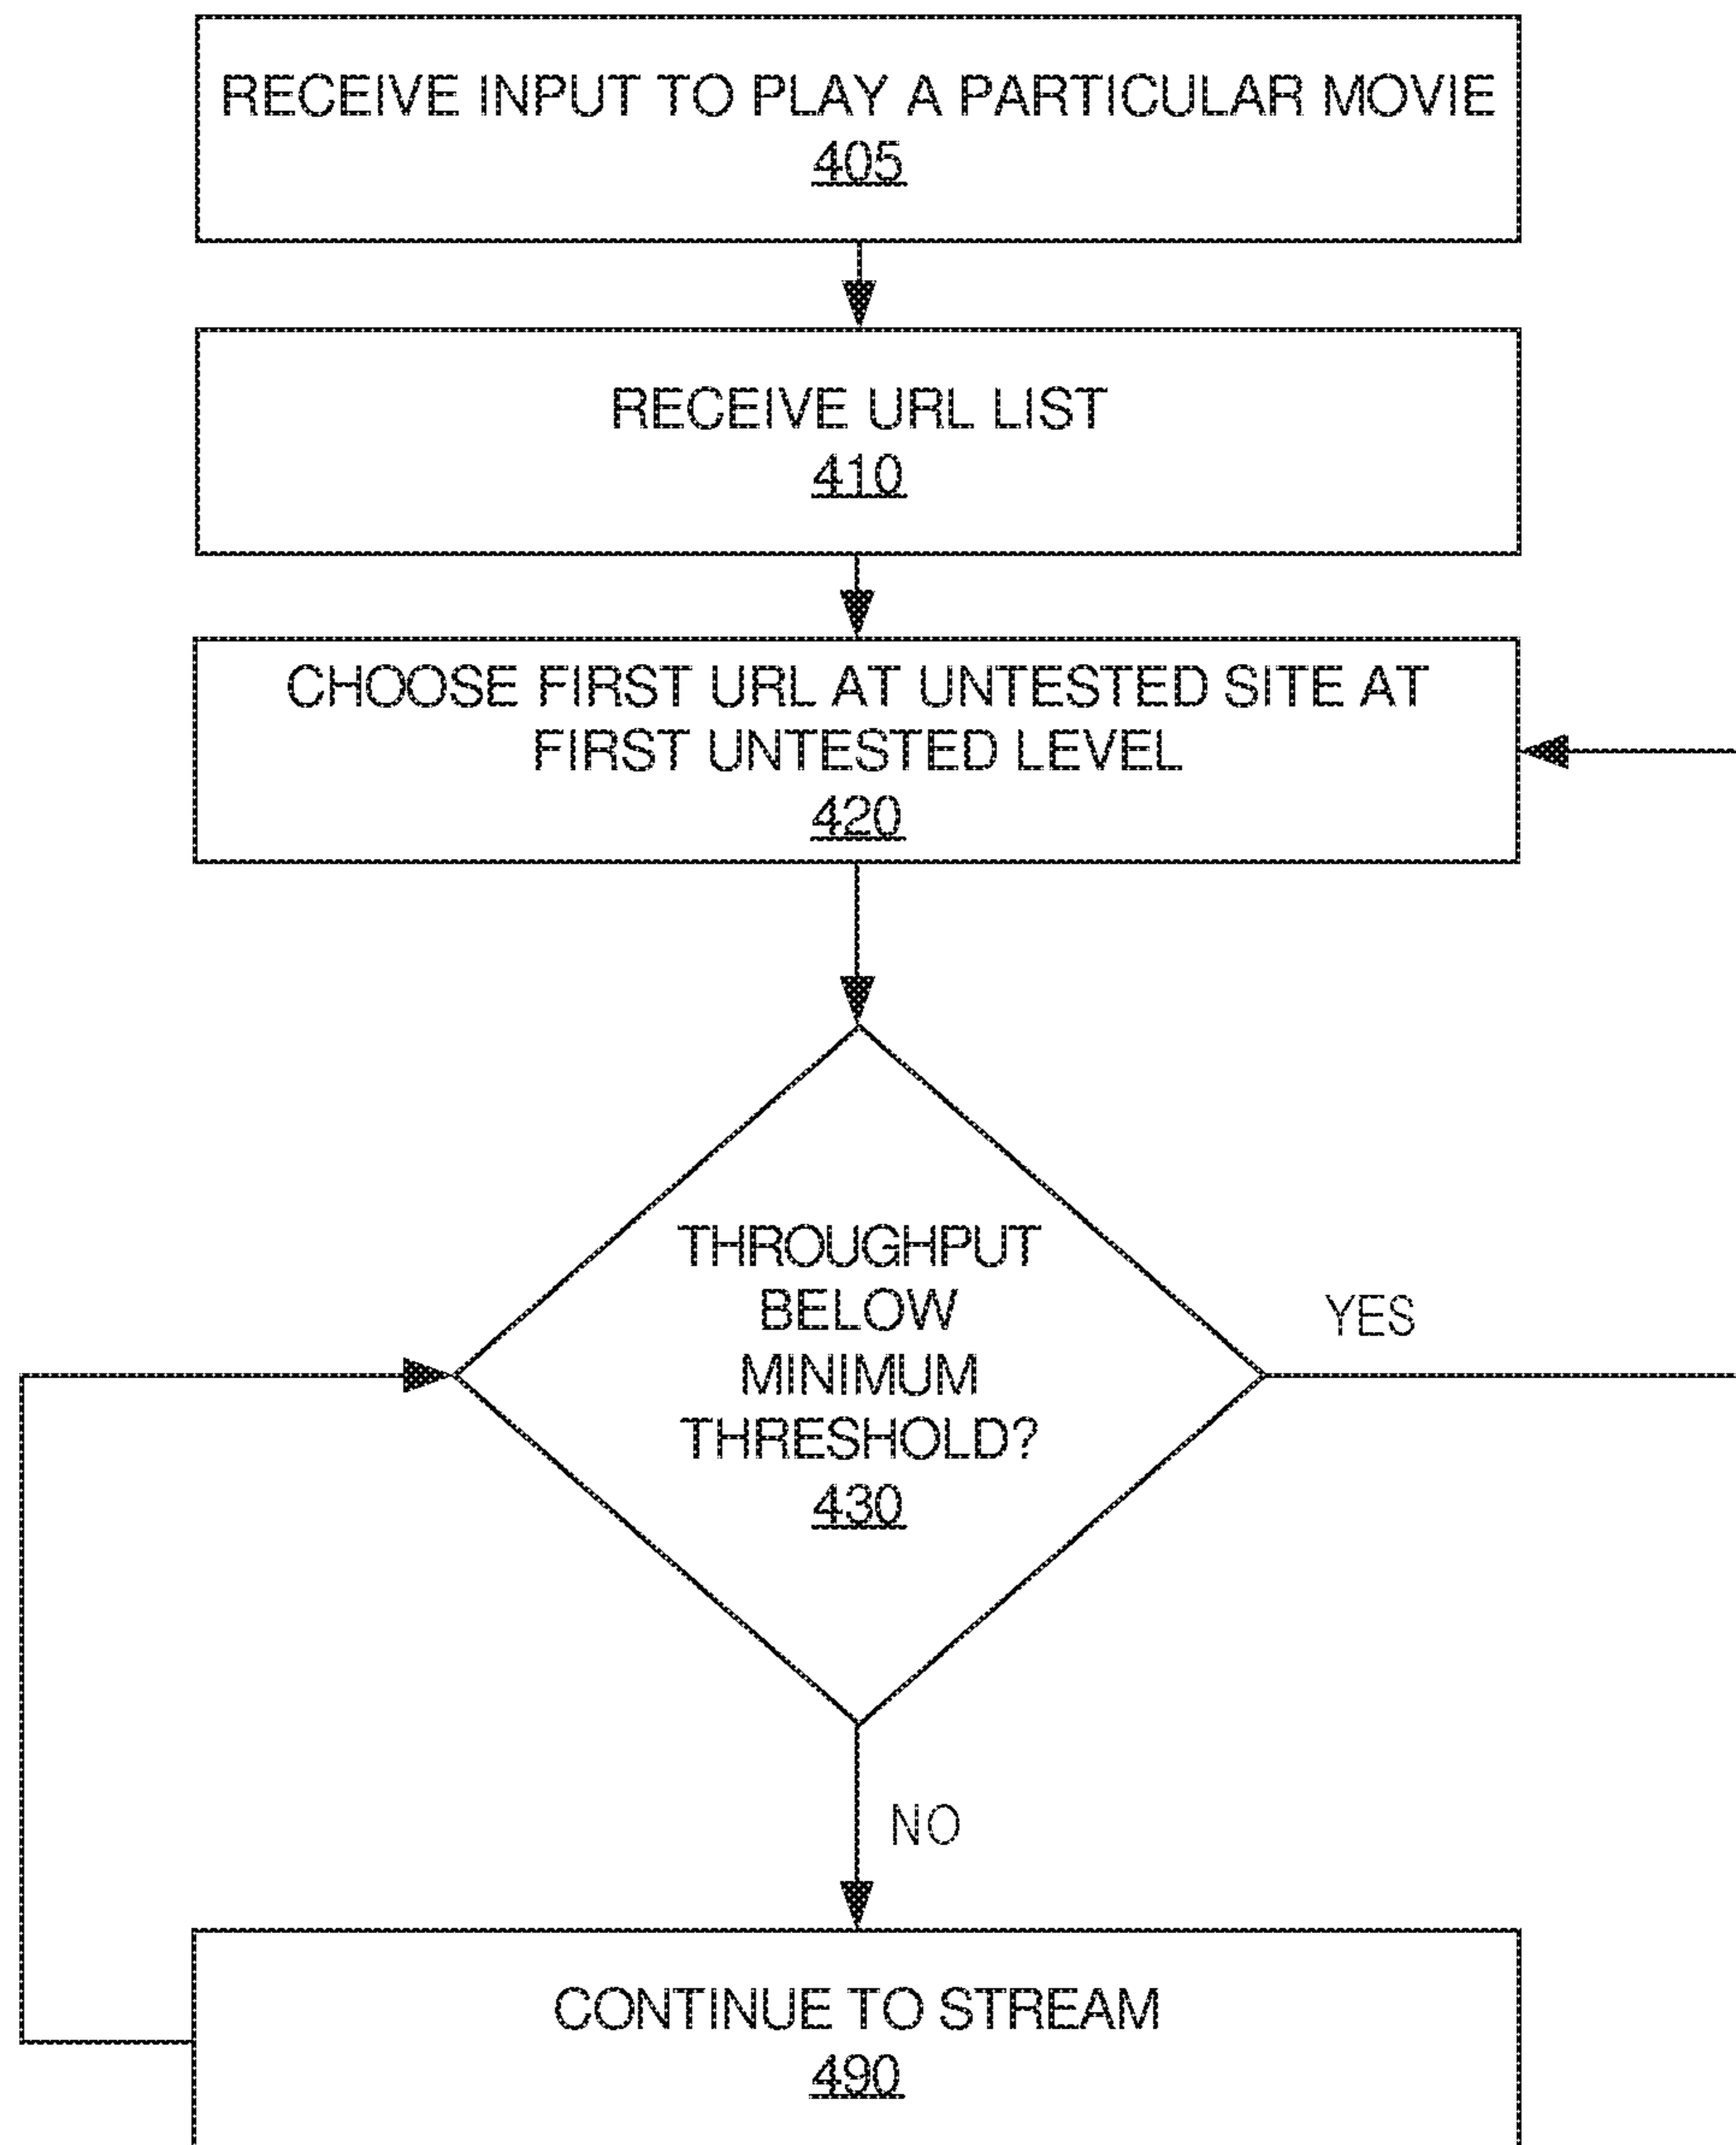 RECEIVE INPUT TO PLAY A PARTICULAR MOVIE
405
RECEIVE URL LIST
410
CHOOSE FIRST URL AT UNTESTED SITE AT
FIRST UNTESTED LEVEL
420
THROUGHPUT
BELOW
MINIMUM
THRESHOLD?
430
YES
NO
CONTINUE TO STREAM
490